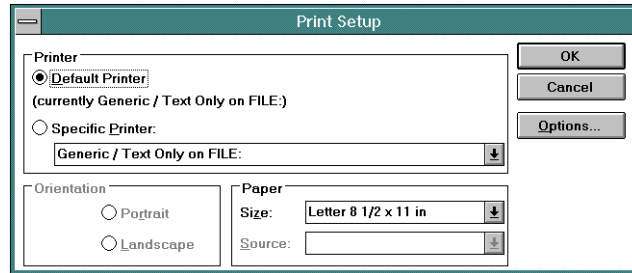 Print Setup
Printer
Default Printer
(currently Generic / Text Only on FILE:)
Specific Printer:
Generic / Text Only on FILE:
OK
Cancel
Options...
Orientation
Portrait
Landscape
Paper
Size: Letter 8 1/2 x 11 in
Source: